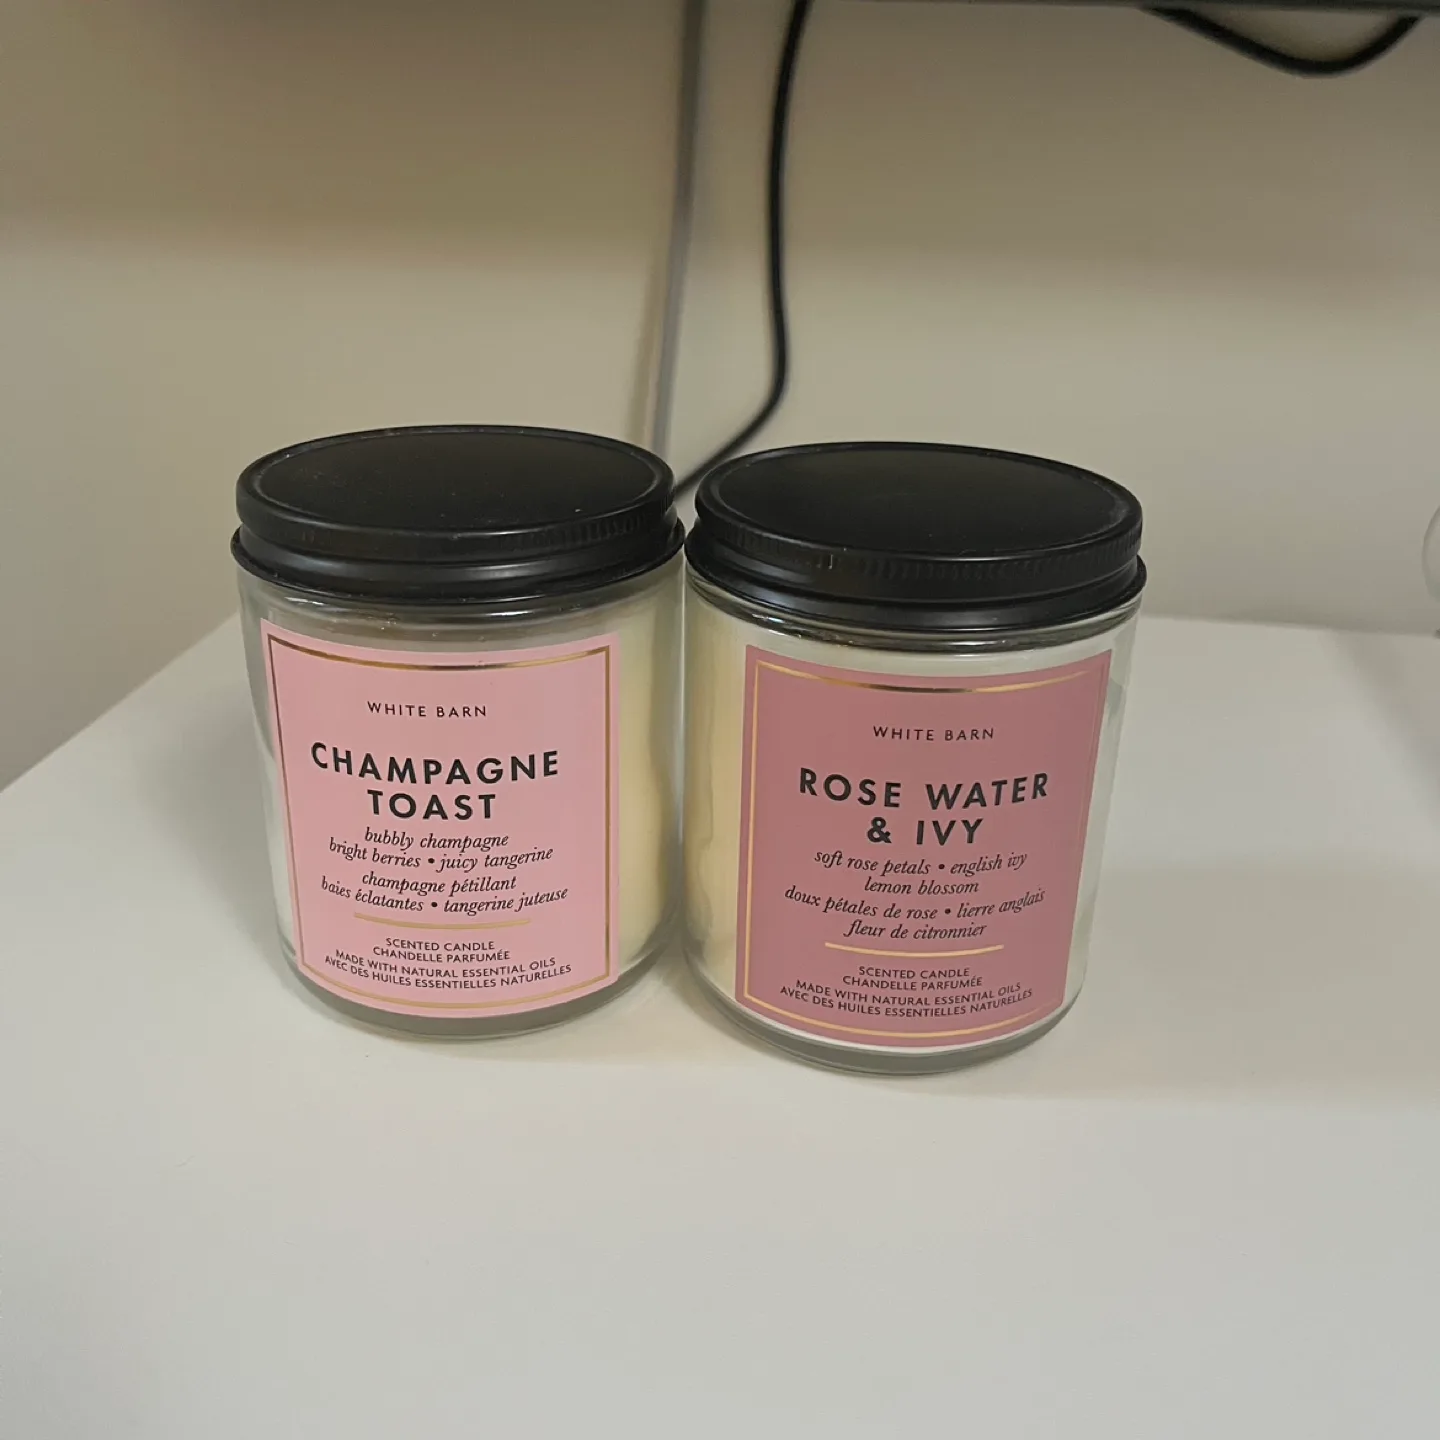 WHITE BARN
CHAMPAGNE
TOAST
bubbly champagne
bright berries • juicy tangerine
champagne pétillant
baies éclatantes • tangerine juteuse
SCENTED CANDLE
CHANDELLE PARFUMÉE
MADE WITH NATURAL ESSENTIAL OILS
AVEC DES HUILES ESSENTIELLES NATURELLES
WHITE BARN
ROSE WATER
& IVY
soft rose petals • english ivy
lemon blossom
doux pétales de rose • lierre anglais
fleur de citronnier
SCENTED CANDLE
CHANDELLE PARFUMÉE
MADE WITH NATURAL ESSENTIAL OILS
AVEC DES HUILES ESSENTIELLES NATURELLES